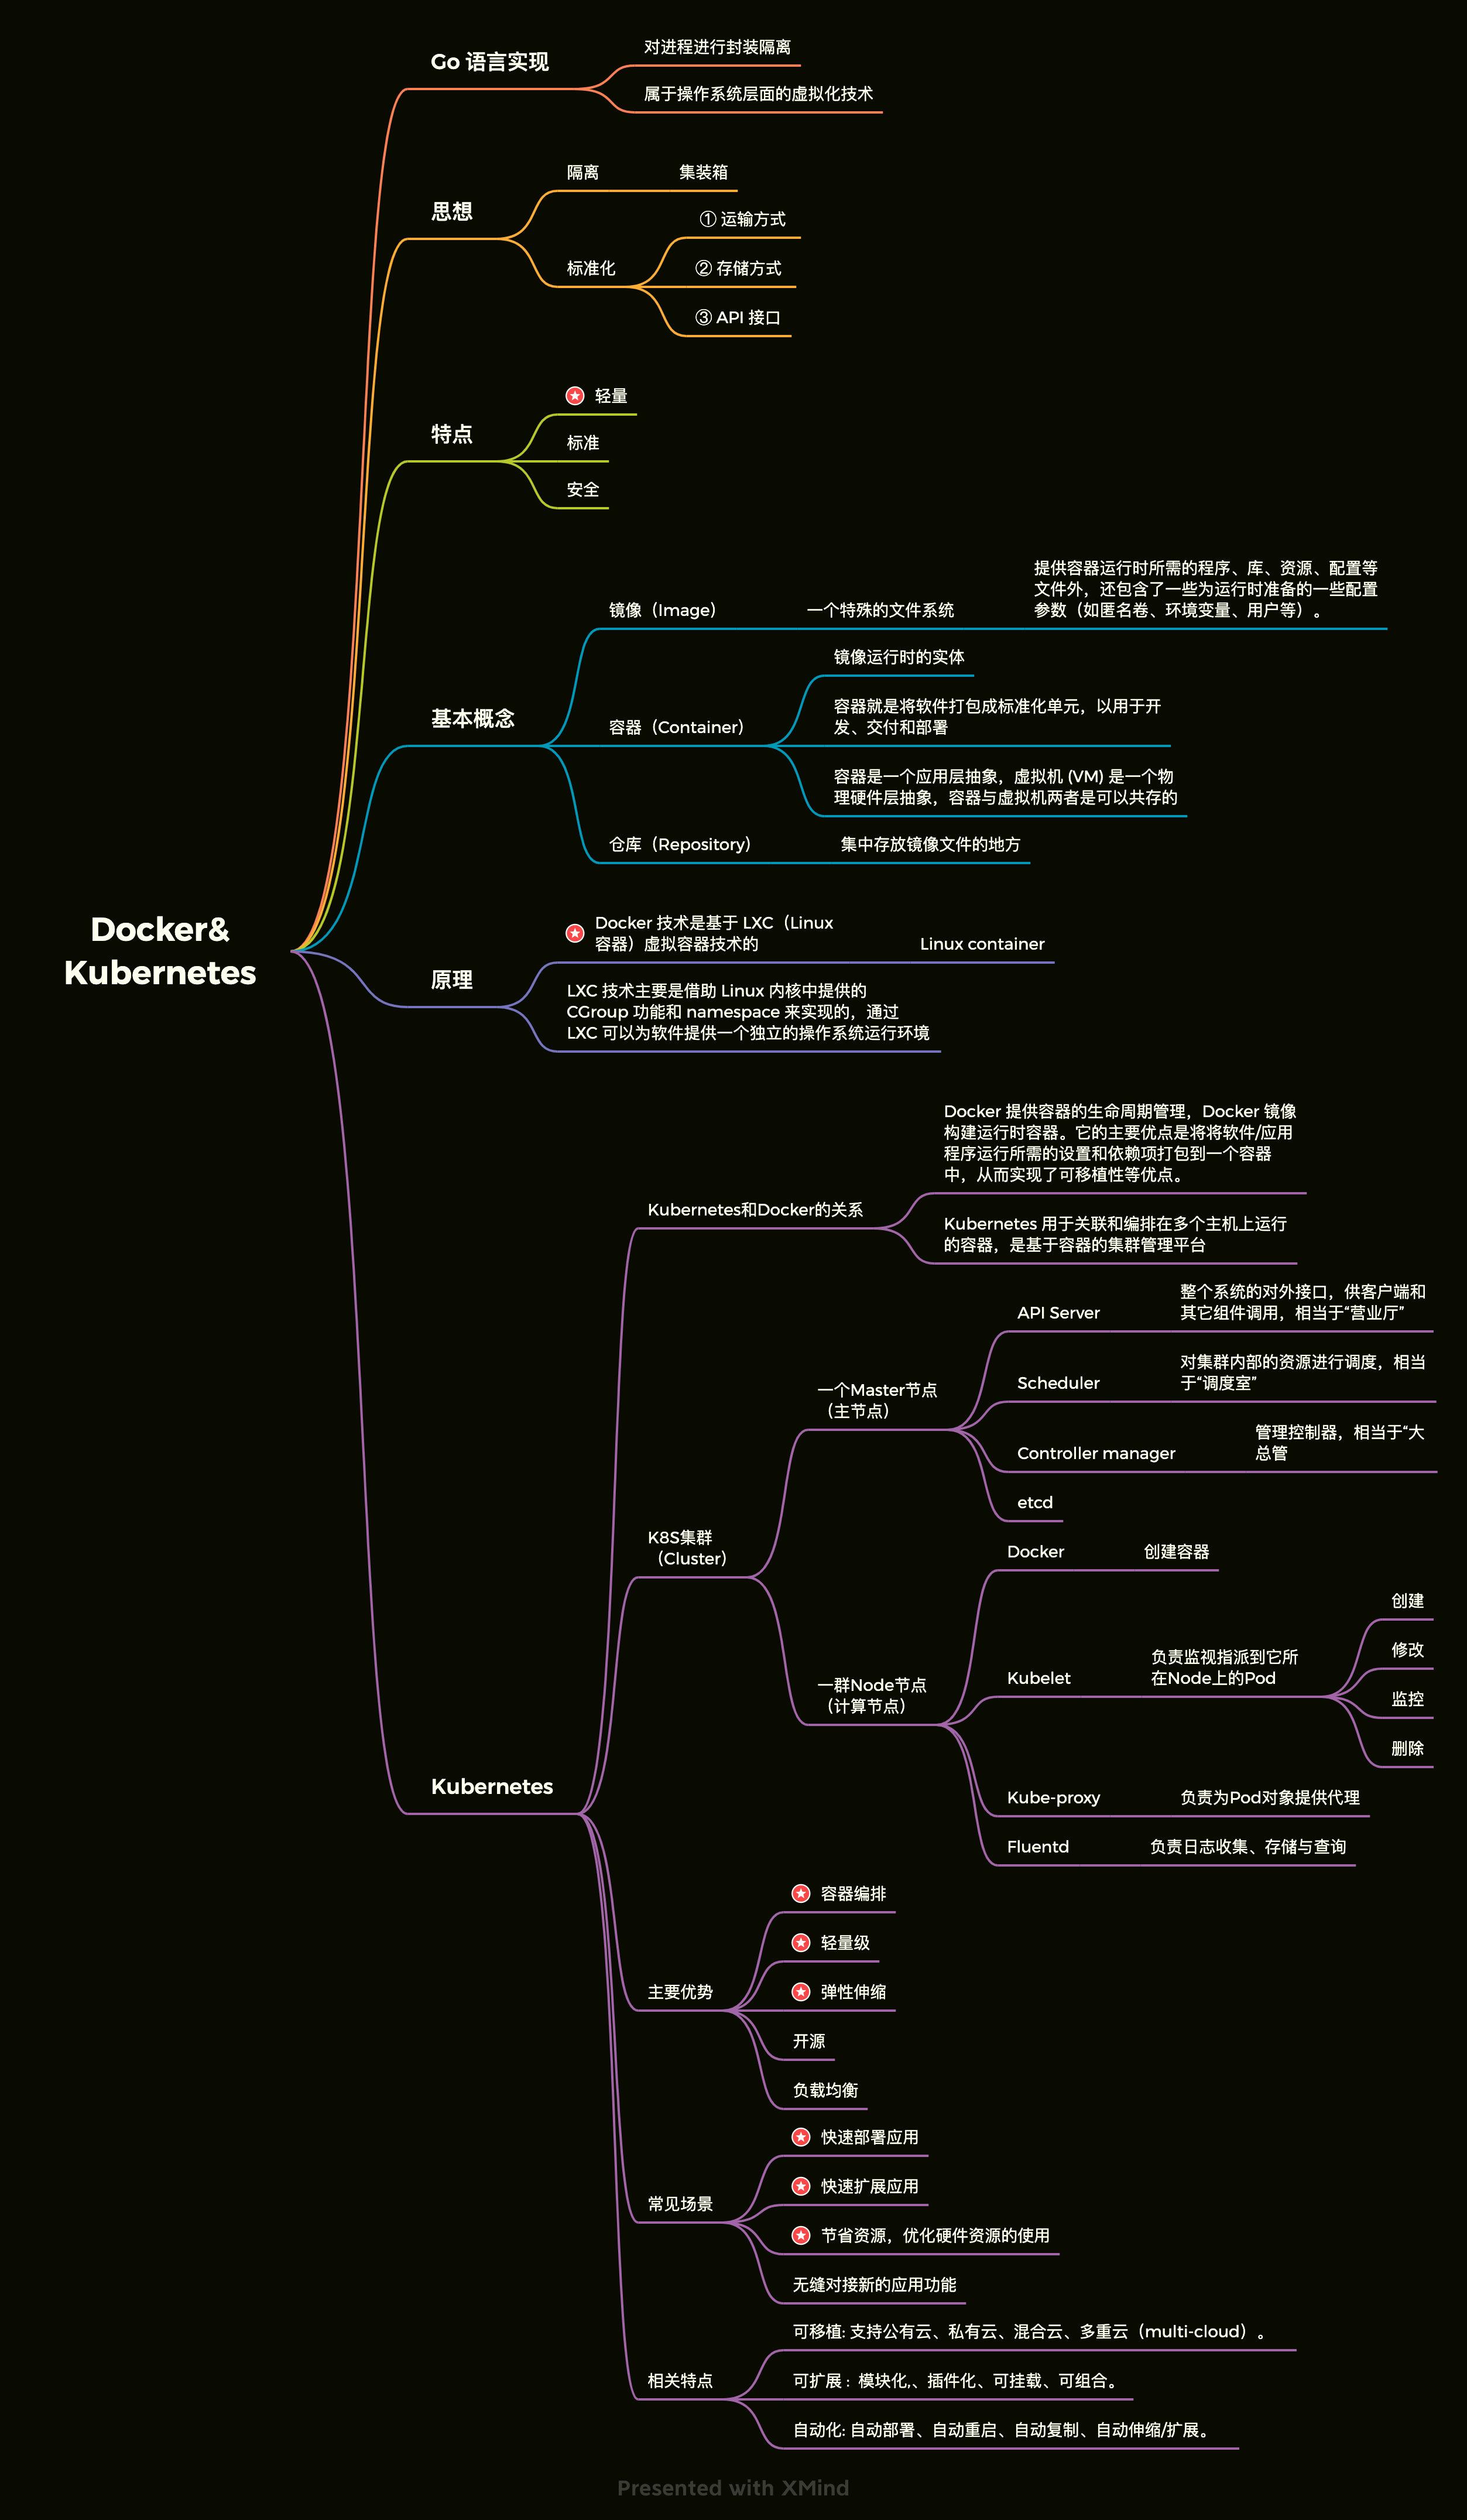 Go 语言实现
对进程进行封装隔离
属于操作系统层面的虚拟化技术
思想
隔离
集装箱
标准化
① 运输方式
② 存储方式
③ API 接口
特点
轻量
标准
安全
基本概念
镜像（Image）
一个特殊的文件系统
提供容器运行时所需的程序、库、资源、配置等
文件外，还包含了一些为运行时准备的一些配置
参数（如匿名卷、环境变量、用户等）。
容器（Container）
镜像运行时的实体
容器就是将软件打包成标准化单元，以用于开
发、交付和部署
容器是一个应用层抽象，虚拟机 (VM) 是一个物
理硬件层抽象，容器与虚拟机两者是可以共存的
仓库（Repository）
集中存放镜像文件的地方
Docker&
Kubernetes
原理
Docker 技术是基于 LXC（Linux
容器）虚拟容器技术的
Linux container
LXC 技术主要是借助 Linux 内核中提供的
CGroup 功能和 namespace 来实现的，通过
LXC 可以为软件提供一个独立的操作系统运行环境
Kubernetes
Kubernetes和Docker的关系
Docker 提供容器的生命周期管理，Docker 镜像
构建运行时容器。它的主要优点是将将软件/应用
程序运行所需的设置和依赖项打包到一个容器
中，从而实现了可移植性等优点。
Kubernetes 用于关联和编排在多个主机上运行
的容器，是基于容器的集群管理平台
K8S集群
（Cluster）
一个Master节点
（主节点）
API Server
整个系统的对外接口，供客户端和
其它组件调用，相当于“营业厅”
Scheduler
对集群内部的资源进行调度，相当
于“调度室”
Controller manager
管理控制器，相当于“大
总管
etcd
一群Node节点
（计算节点）
Docker
创建容器
Kubelet
负责监视指派到它所
在Node上的Pod
创建
修改
监控
删除
Kube-proxy
负责为Pod对象提供代理
Fluentd
负责日志收集、存储与查询
主要优势
容器编排
轻量级
弹性伸缩
开源
负载均衡
常见场景
快速部署应用
快速扩展应用
节省资源，优化硬件资源的使用
无缝对接新的应用功能
相关特点
可移植: 支持公有云、私有云、混合云、多重云（multi-cloud）。
可扩展 : 模块化,、插件化、可挂载、可组合。
自动化: 自动部署、自动重启、自动复制、自动伸缩/扩展。
Presented with XMind